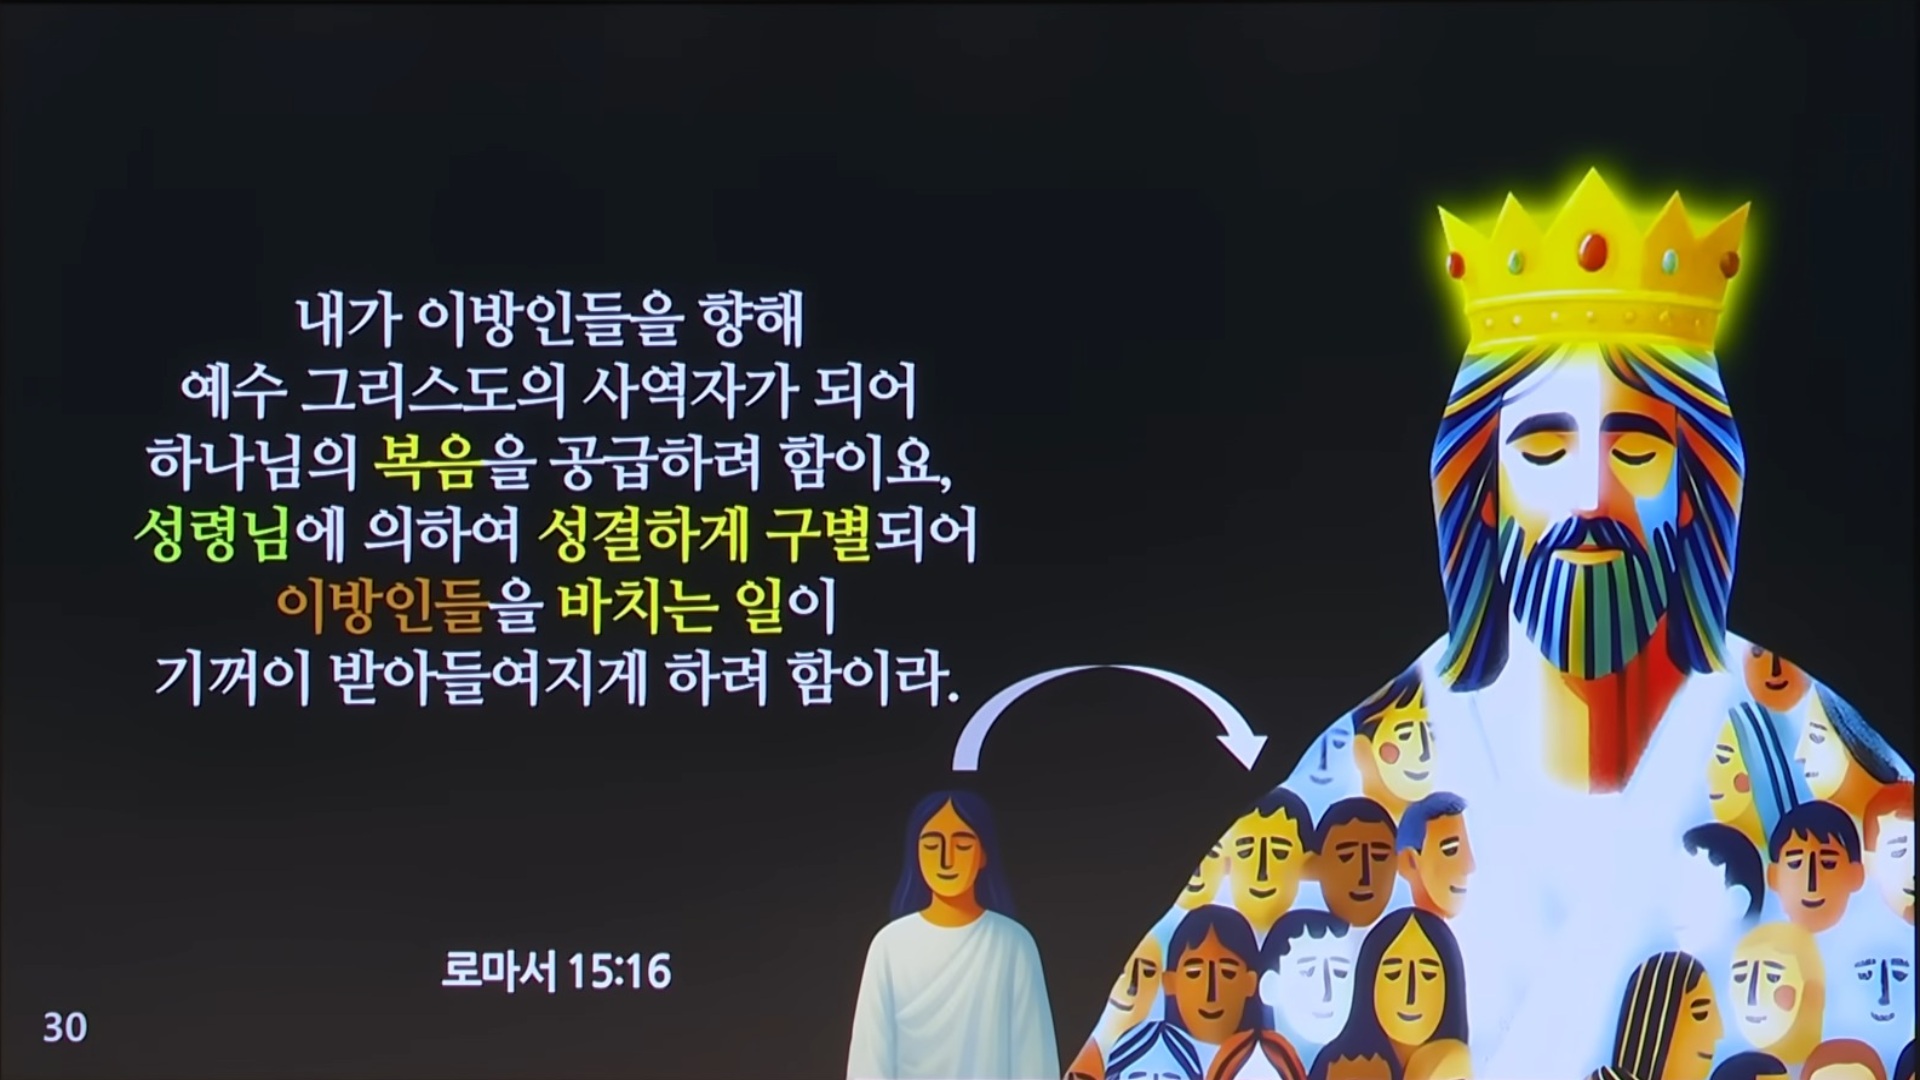 내가 이방인들을 향해
예수 그리스도의 사역자가 되어
하나님의 복음을 공급하려 함이요,
성령님에 의하여 성결하게 구별되어
이방인들을 바치는 일이
기꺼이 받아들여지게 하려 함이라.
로마서 15:16
30